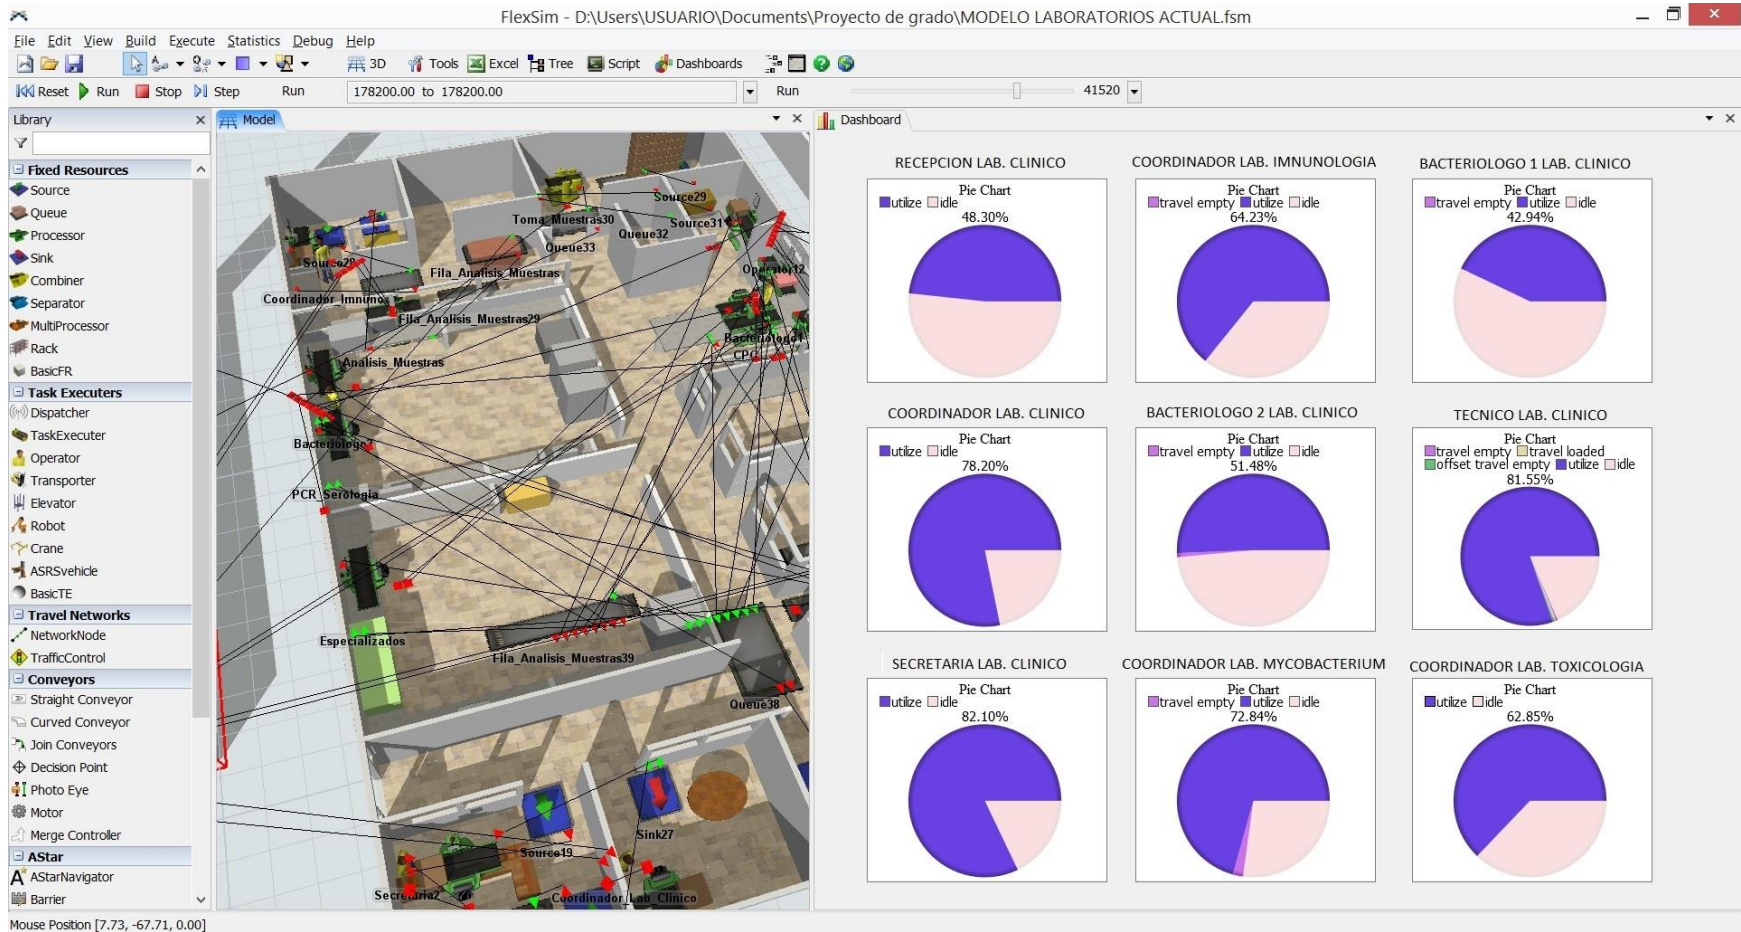 FlexSim - D:\Users\USUARIO\Documents\Proyecto de grado\MODELO LABORATORIOS ACTUAL.fsm
File Edit View Build Execute Statistics Debug Help
3D Tools Excel Tree Script Dashboards
Reset Run Stop Step Run 178200.00 to 178200.00 Run 41520
Library
Fixed Resources
Source
Queue
Processor
Sink
Combiner
Separator
MultiProcessor
Rack
BasicFR
Task Executers
Dispatcher
TaskExecuter
Operator
Transporter
Elevator
Robot
Crane
ASRSvehicle
BasicTE
Travel Networks
NetworkNode
TrafficControl
Conveyors
Straight Conveyor
Curved Conveyor
Join Conveyors
Decision Point
Photo Eye
Motor
Merge Controller
AStar
AStarNavigator
Barrier
Model
Source29
Toma_Muestras30
Source31
Queue32
Queue33
Source28
Fila_Analisis_Muestras
Operator12
Coordinador_Inmuno
Fila_Analisis_Muestras29
Bacteriologo1
CPC
Analisis_Muestras
Bacteriologo2
PCR_Serologia
Especializados
Fila_Analisis_Muestras39
Queue38
Sink27
Source19
Secretaria2
Coordinador_Lab_Clinico
Dashboard
RECEPCION LAB. CLINICO
Pie Chart
utilize idle
48.30%
COORDINADOR LAB. IMNUNOLOGIA
Pie Chart
travel empty utilize idle
64.23%
BACTERIOLOGO 1 LAB. CLINICO
Pie Chart
travel empty utilize idle
42.94%
COORDINADOR LAB. CLINICO
Pie Chart
utilize idle
78.20%
BACTERIOLOGO 2 LAB. CLINICO
Pie Chart
travel empty utilize idle
51.48%
TECNICO LAB. CLINICO
Pie Chart
travel empty travel loaded
offset travel empty utilize idle
81.55%
SECRETARIA LAB. CLINICO
Pie Chart
utilize idle
82.10%
COORDINADOR LAB. MYCOBACTERIUM
Pie Chart
travel empty utilize idle
72.84%
COORDINADOR LAB. TOXICOLOGIA
Pie Chart
utilize idle
62.85%
Mouse Position [7.73, -67.71, 0.00]